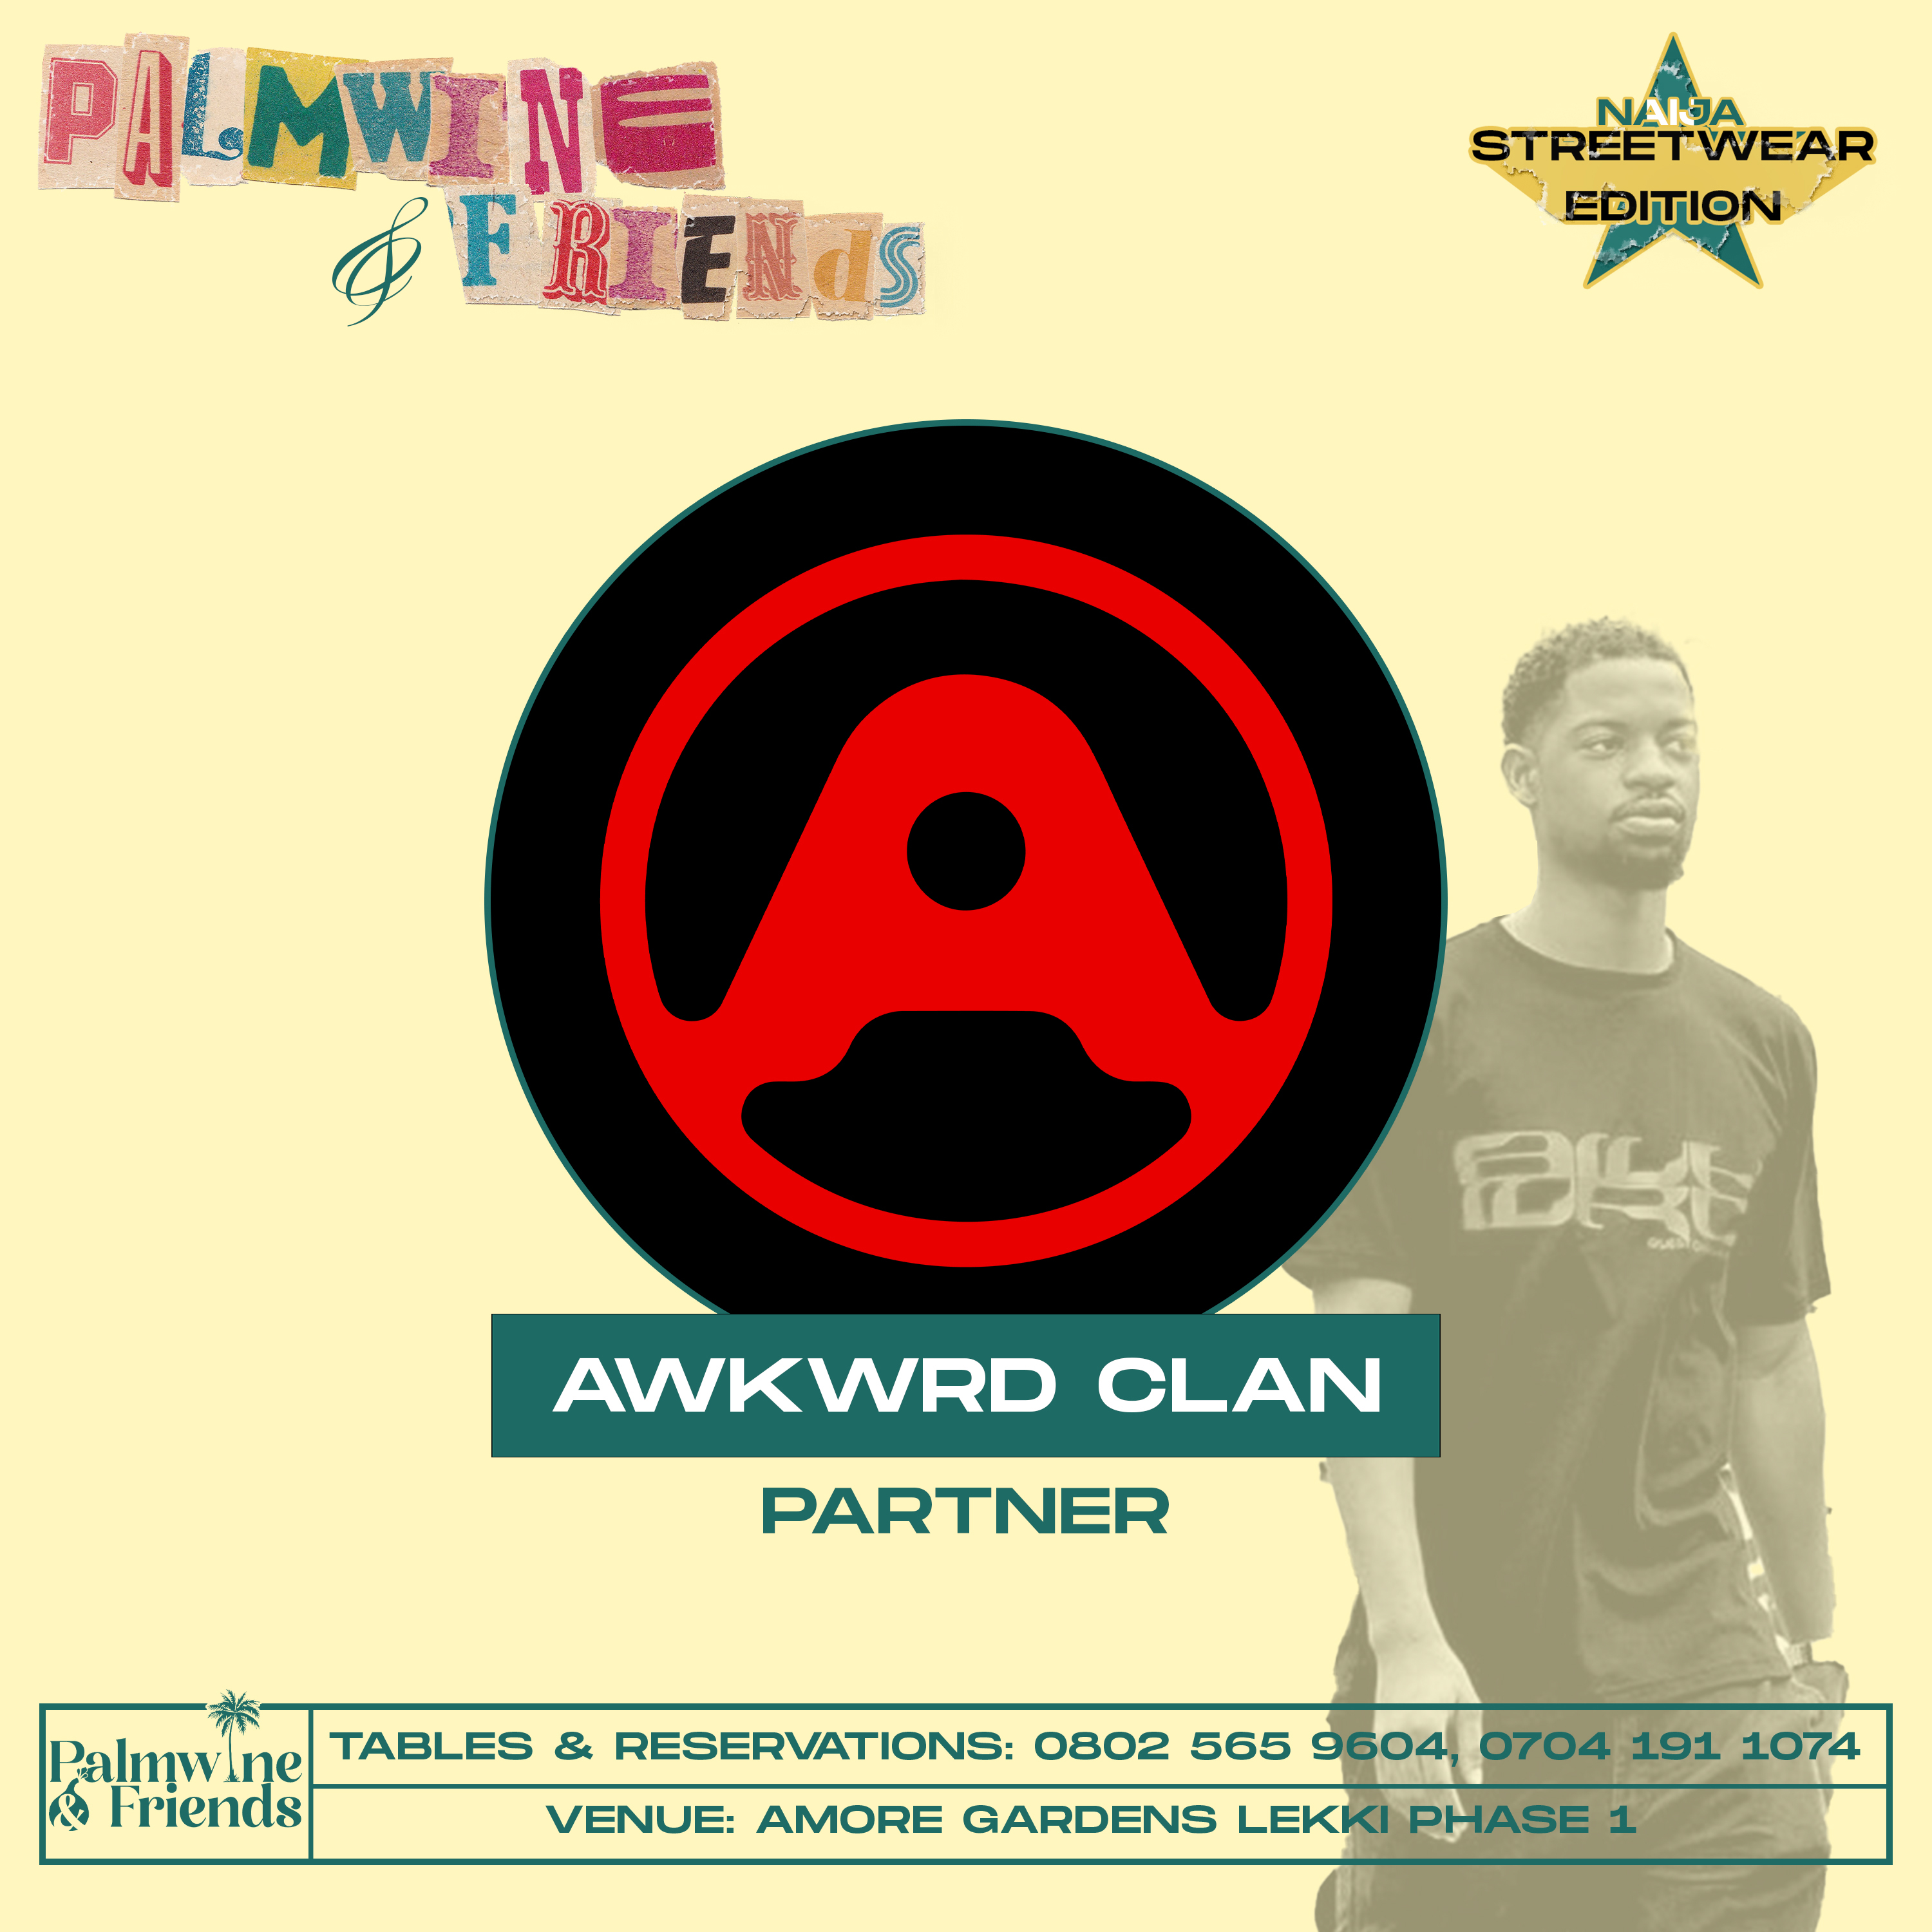 PALMWINE
& FRIENdS
NAIJA
STREETWEAR
EDITION
AWKWRD CLAN
PARTNER
Palmwine
& Friends
TABLES & RESERVATIONS: 0802 565 9604, 0704 191 1074
VENUE: AMORE GARDENS LEKKI PHASE 1